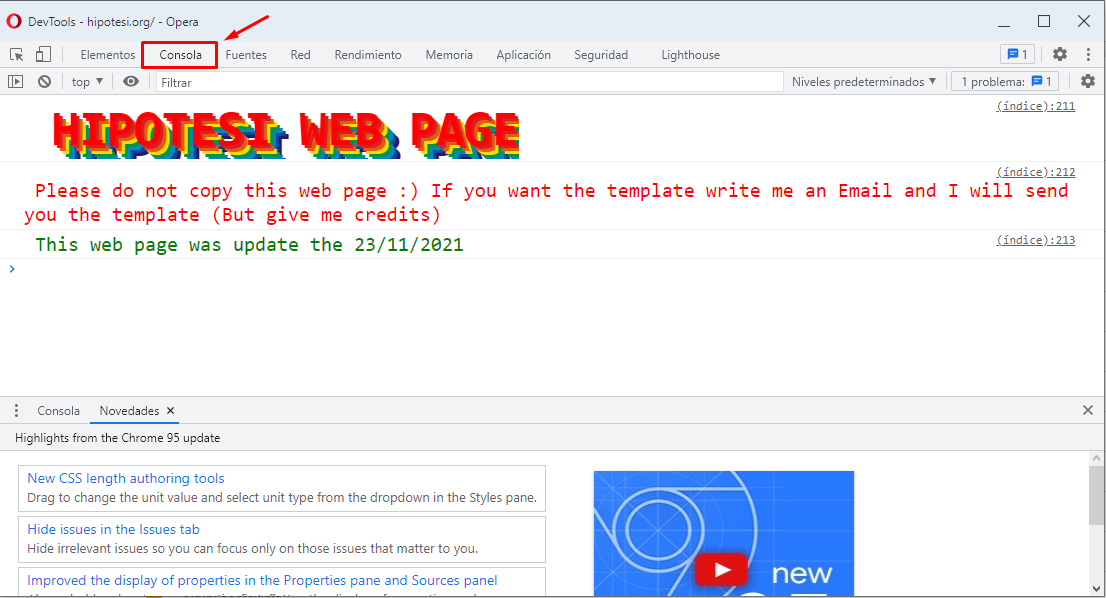 DevTools - hipotesi.org/ - Opera
Elementos Consola Fuentes Red Rendimiento Memoria Aplicación Seguridad Lighthouse 1
top Filtrar Niveles predeterminados 1 problema: 1
HIPOTESI WEB PAGE (índice):211
(índice):212
Please do not copy this web page :) If you want the template write me an Email and I will send
you the template (But give me credits)
This web page was update the 23/11/2021 (índice):213
Consola Novedades
Highlights from the Chrome 95 update
New CSS length authoring tools
Drag to change the unit value and select unit type from the dropdown in the Styles pane.
Hide issues in the Issues tab
Hide irrelevant issues so you can focus only on those issues that matter to you.
Improved the display of properties in the Properties pane and Sources panel
new